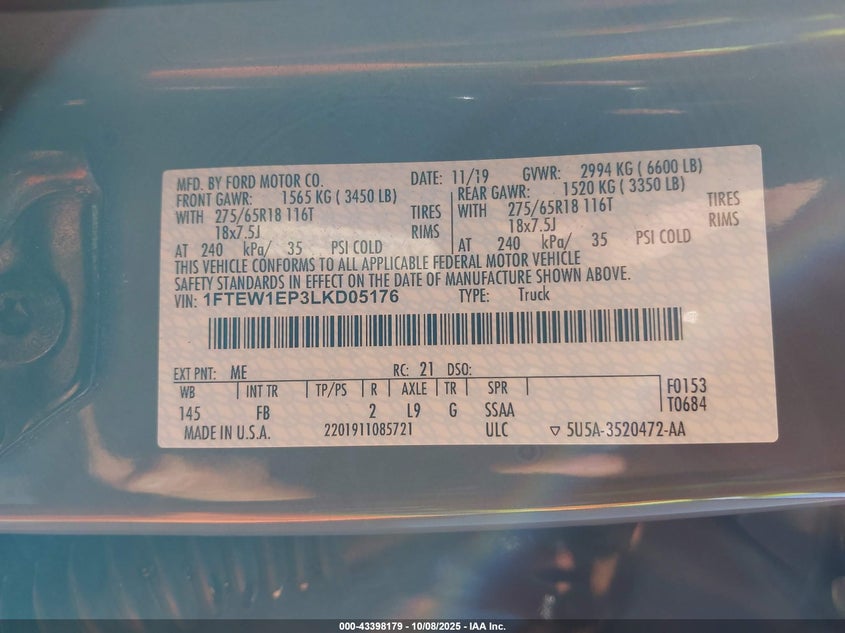 MFD. BY FORD MOTOR CO. DATE: 11/19 GVWR: 2994 KG (6600 LB)
FRONT GAWR: 1565 KG (3450 LB) REAR GAWR: 1520 KG (3350 LB)
WITH 275/65R18 116T TIRES WITH 275/65R18 116T TIRES
18x7.5J RIMS 18x7.5J RIMS
AT 240 kPa/ 35 PSI COLD AT 240 kPa/ 35 PSI COLD
THIS VEHICLE CONFORMS TO ALL APPLICABLE FEDERAL MOTOR VEHICLE
SAFETY STANDARDS IN EFFECT ON THE DATE OF MANUFACTURE SHOWN ABOVE.
VIN: 1FTEW1EP3LKD05176 TYPE: Truck
EXT PNT: ME RC: 21 DSO:
WB INT TR TP/PS R AXLE TR SPR F0153
145 FB 2 L9 G SSAA T0684
MADE IN U.S.A. 2201911085721 ULC ▽ 5U5A-3520472-AA
000-43398179 - 10/08/2025 - IAA Inc.